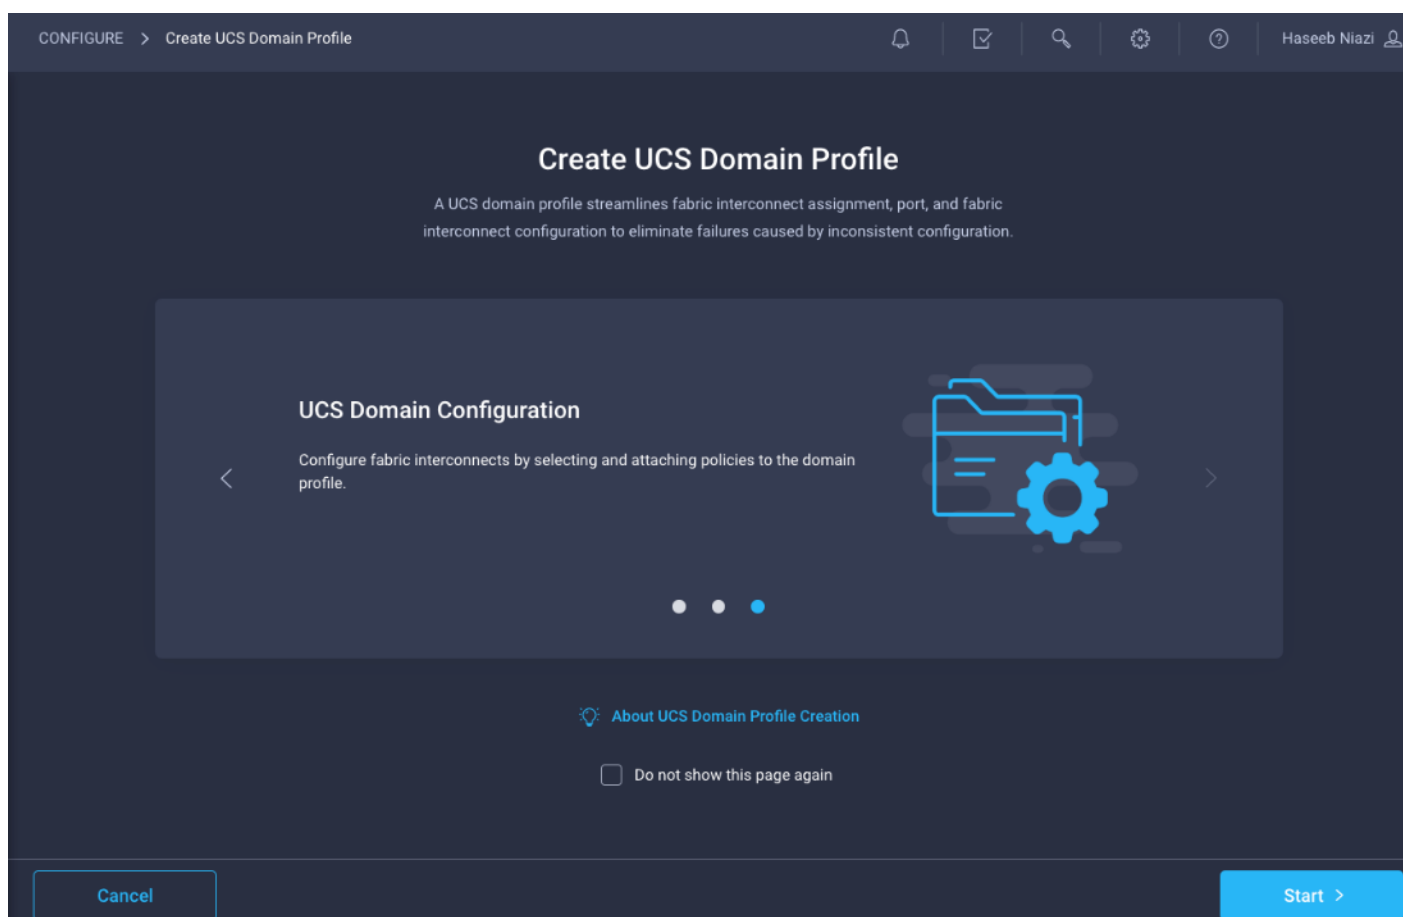 CONFIGURE > Create UCS Domain Profile
Haseeb Niazi
Create UCS Domain Profile
A UCS domain profile streamlines fabric interconnect assignment, port, and fabric
interconnect configuration to eliminate failures caused by inconsistent configuration.
UCS Domain Configuration
Configure fabric interconnects by selecting and attaching policies to the domain
profile.
About UCS Domain Profile Creation
Do not show this page again
Cancel
Start >